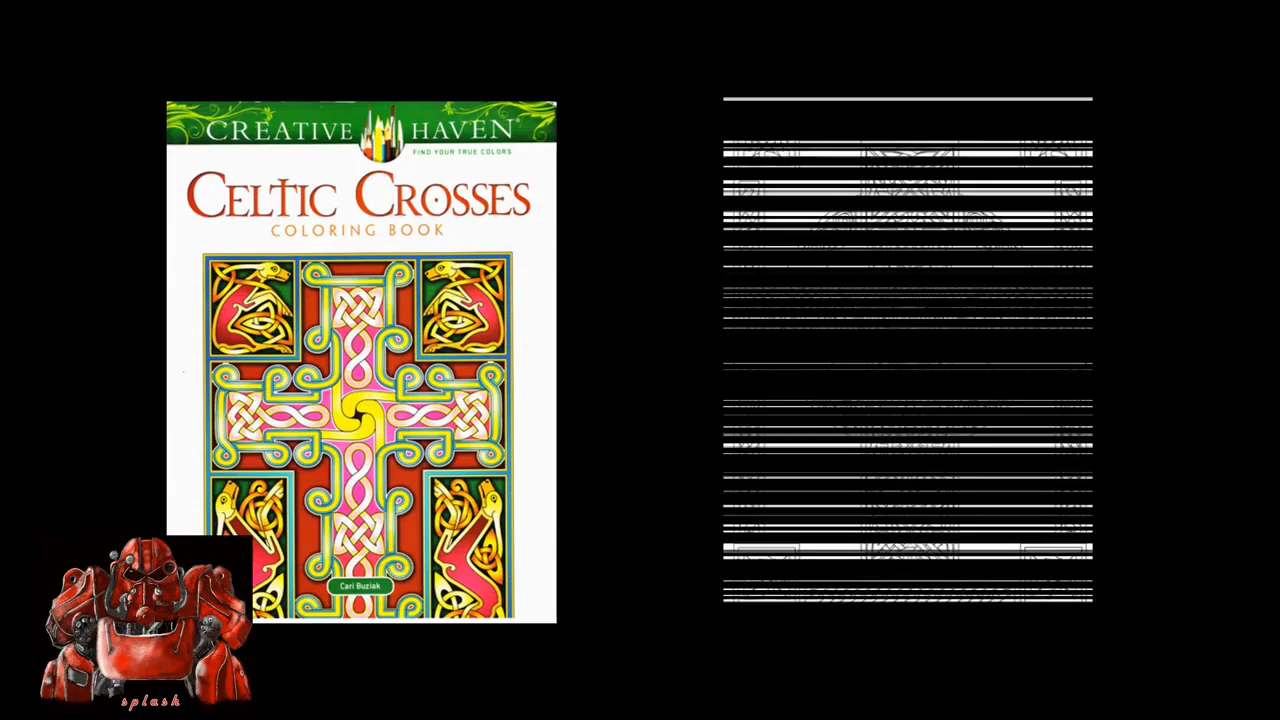 CREATIVE HAVEN®
FIND YOUR TRUE COLORS
CELTIC CROSSES
COLORING BOOK
Cari Buziak
splash